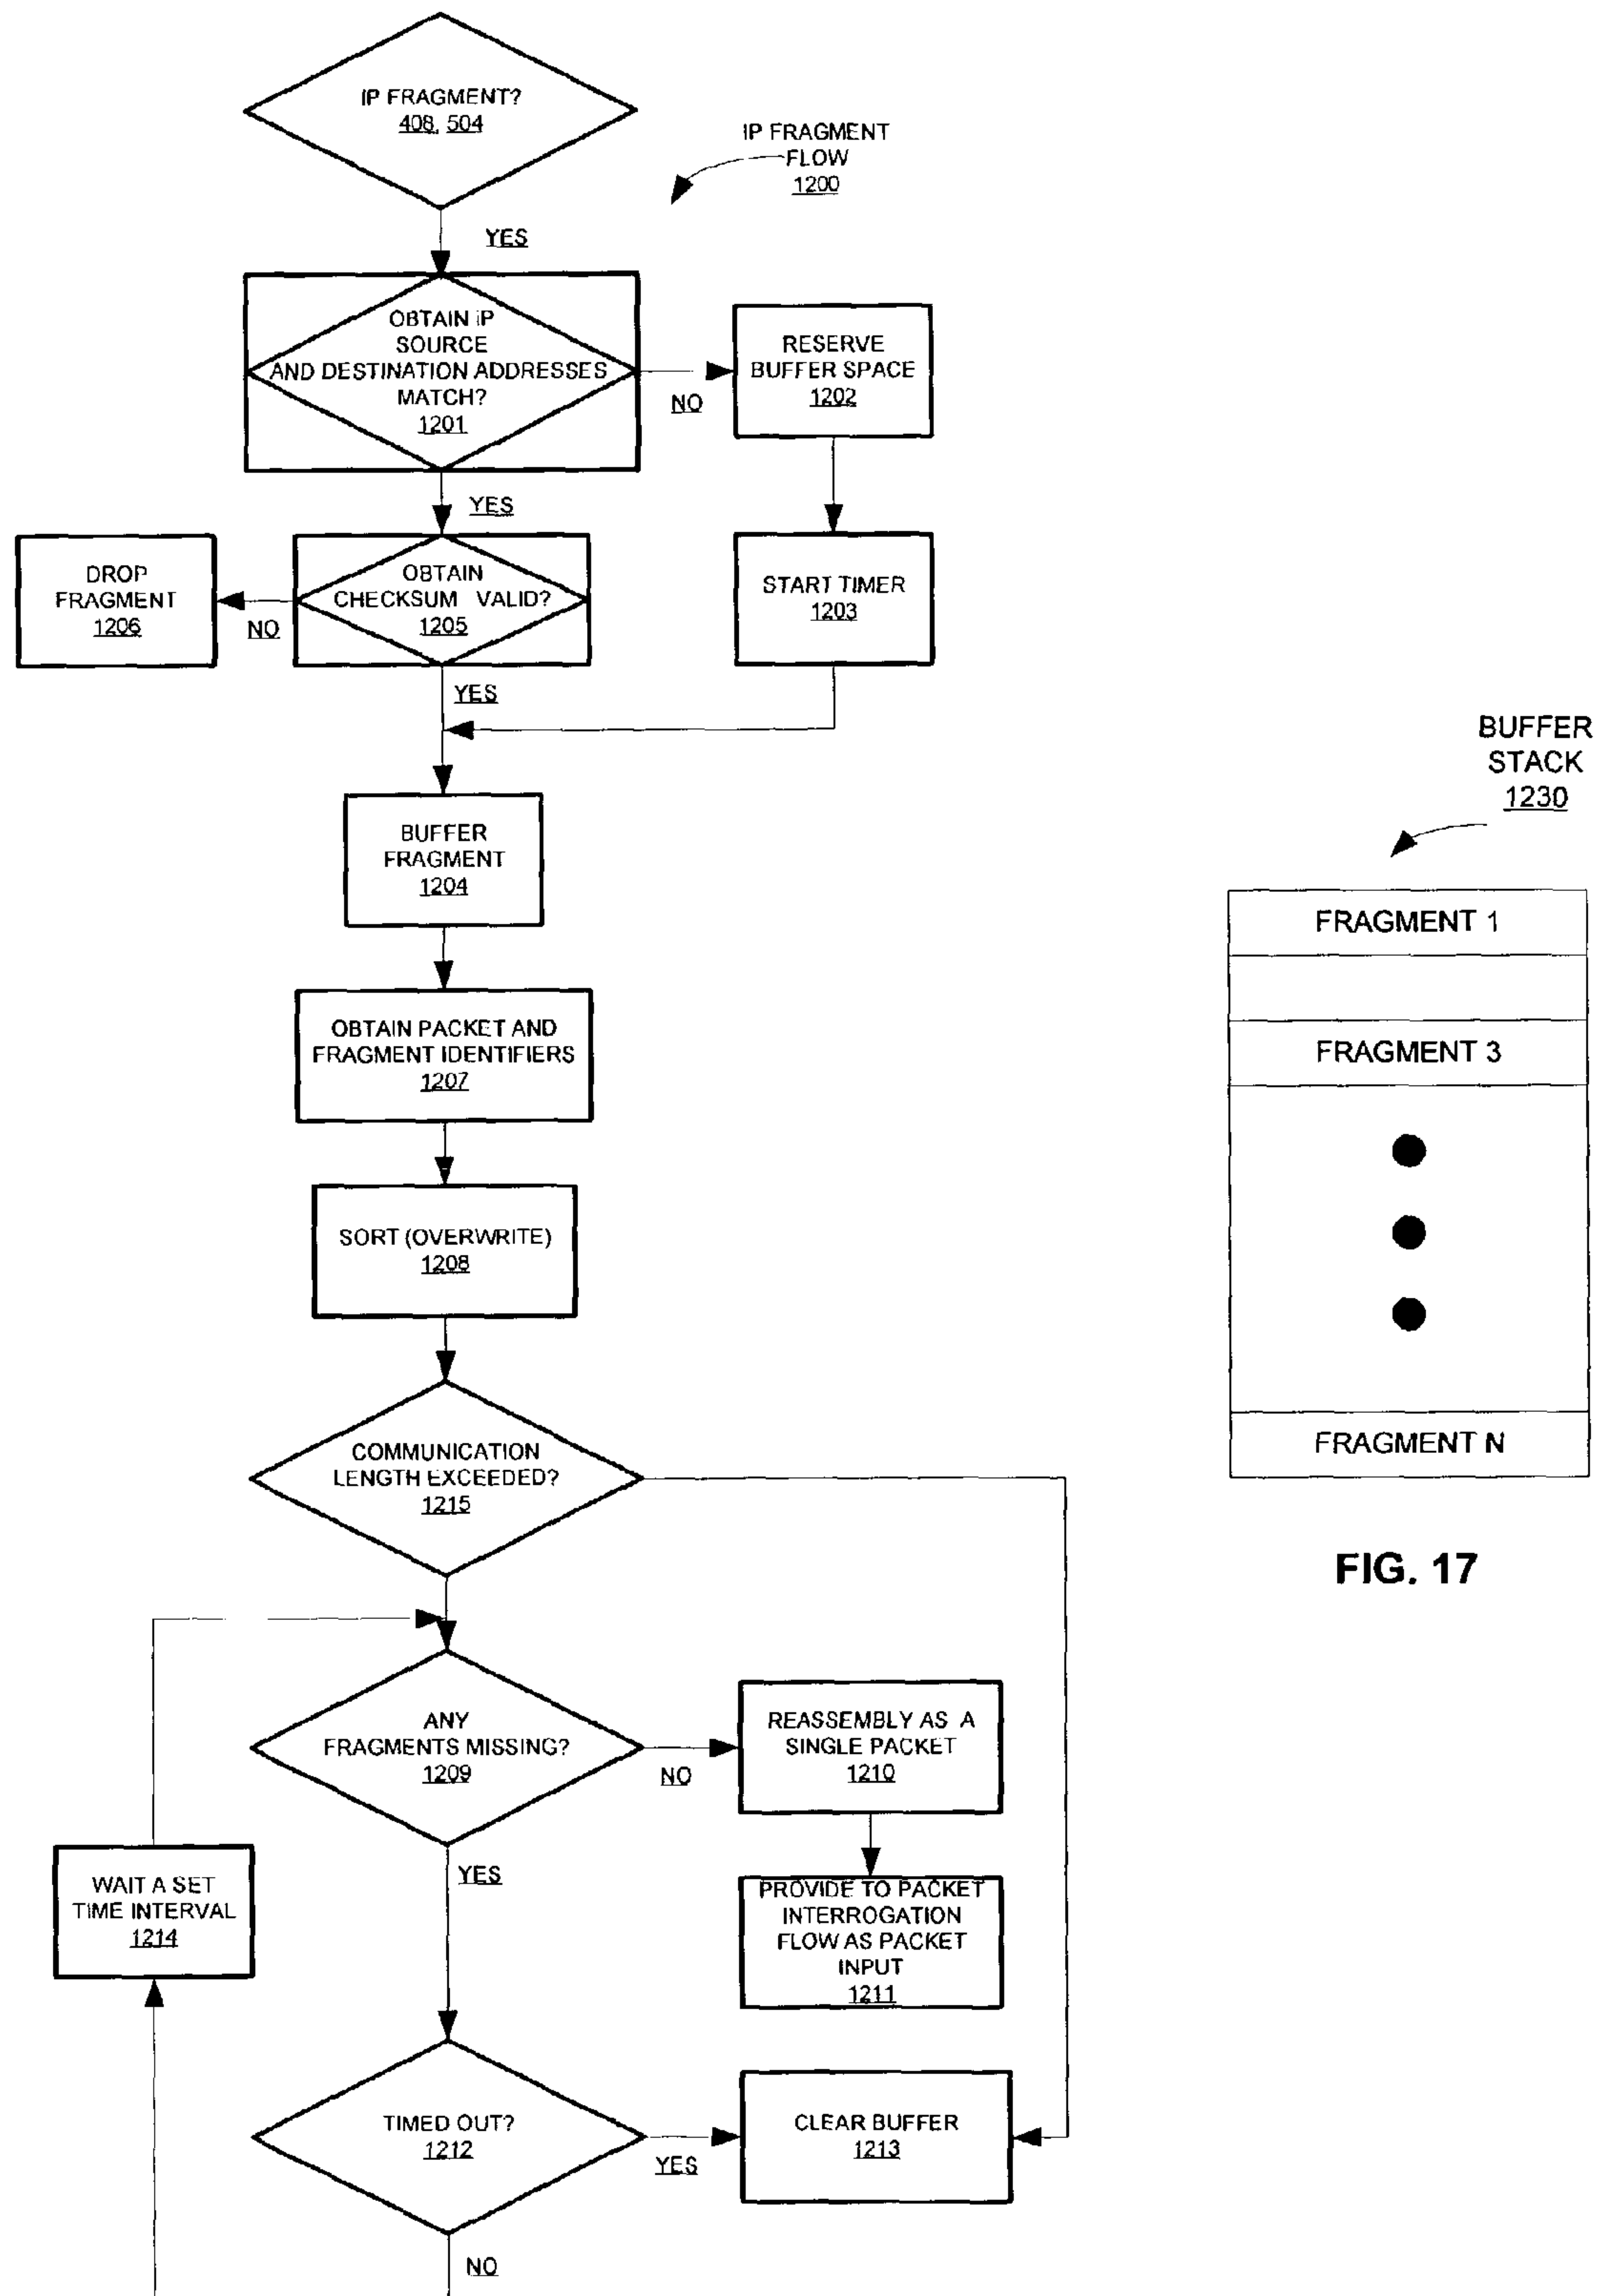 IP FRAGMENT?
408, 504
IP FRAGMENT
FLOW
1200
YES
OBTAIN IP
SOURCE
AND DESTINATION ADDRESSES
MATCH?
1201
NO
RESERVE
BUFFER SPACE
1202
YES
DROP
FRAGMENT
1206
NO
OBTAIN
CHECKSUM VALID?
1205
START TIMER
1203
YES
BUFFER
FRAGMENT
1204
OBTAIN PACKET AND
FRAGMENT IDENTIFIERS
1207
SORT (OVERWRITE)
1208
COMMUNICATION
LENGTH EXCEEDED?
1215
ANY
FRAGMENTS MISSING?
1209
NO
REASSEMBLY AS A
SINGLE PACKET
1210
YES
WAIT A SET
TIME INTERVAL
1214
PROVIDE TO PACKET
INTERROGATION
FLOW AS PACKET
INPUT
1211
TIMED OUT?
1212
YES
CLEAR BUFFER
1213
NO
BUFFER
STACK
1230
FRAGMENT 1
FRAGMENT 3
FRAGMENT N
FIG. 17